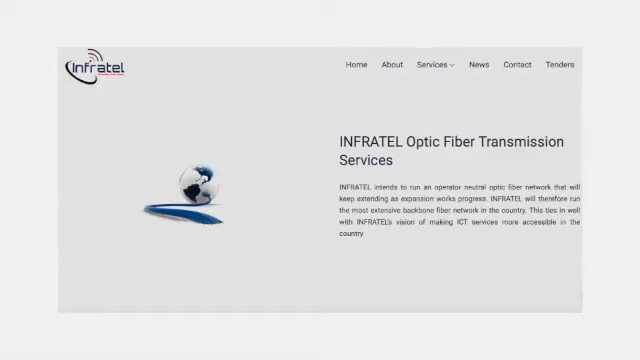 infratel
Home About Services News Contact Tenders
INFRATEL Optic Fiber Transmission
Services
INFRATEL intends to run an operator neutral optic fiber network that will
keep extending as expansion works progress. INFRATEL will therefore run
the most extensive backbone fiber network in the country. This ties in well
with INFRATEL's vision of making ICT services more accessible in the
country.